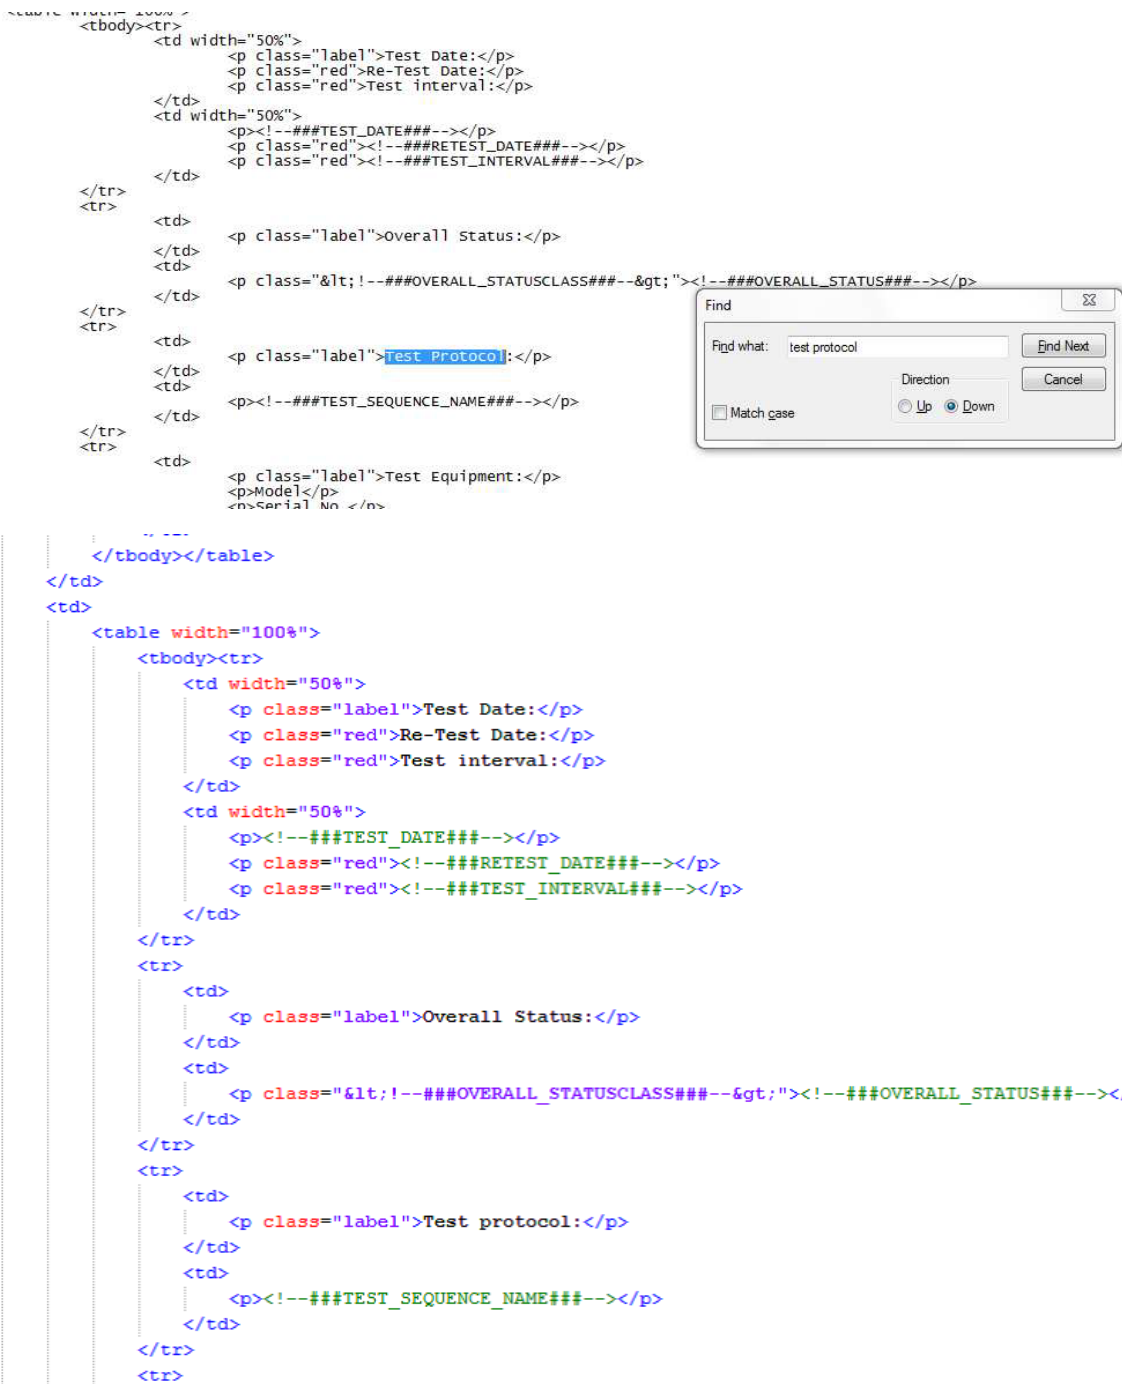 <table width="100%">
<tbody><tr>
<td width="50%">
<p class="label">Test Date:</p>
<p class="red">Re-Test Date:</p>
<p class="red">Test interval:</p>
</td>
<td width="50%">
<p><!--###TEST_DATE###--></p>
<p class="red"><!--###RETEST_DATE###--></p>
<p class="red"><!--###TEST_INTERVAL###--></p>
</td>
</tr>
<tr>
<td>
<p class="label">Overall Status:</p>
</td>
<td>
<p class="&lt;!--###OVERALL_STATUSCLASS###--&gt;"><!--###OVERALL_STATUS###--></p>
</td>
</tr>
<tr>
<td>
<p class="label">Test Protocol:</p>
</td>
<td>
<p><!--###TEST_SEQUENCE_NAME###--></p>
</td>
</tr>
<tr>
<td>
<p class="label">Test Equipment:</p>
<p>Model</p>
<p>Serial No.</p>
Find
Find what: test protocol Find Next
Direction Cancel
Match case Up Down
</tbody></table>
</td>
<td>
<table width="100%">
<tbody><tr>
<td width="50%">
<p class="label">Test Date:</p>
<p class="red">Re-Test Date:</p>
<p class="red">Test interval:</p>
</td>
<td width="50%">
<p><!--###TEST_DATE###--></p>
<p class="red"><!--###RETEST_DATE###--></p>
<p class="red"><!--###TEST_INTERVAL###--></p>
</td>
</tr>
<tr>
<td>
<p class="label">Overall Status:</p>
</td>
<td>
<p class="&lt;!--###OVERALL_STATUSCLASS###--&gt;"><!--###OVERALL_STATUS###--></
</td>
</tr>
<tr>
<td>
<p class="label">Test protocol:</p>
</td>
<td>
<p><!--###TEST_SEQUENCE_NAME###--></p>
</td>
</tr>
<tr>